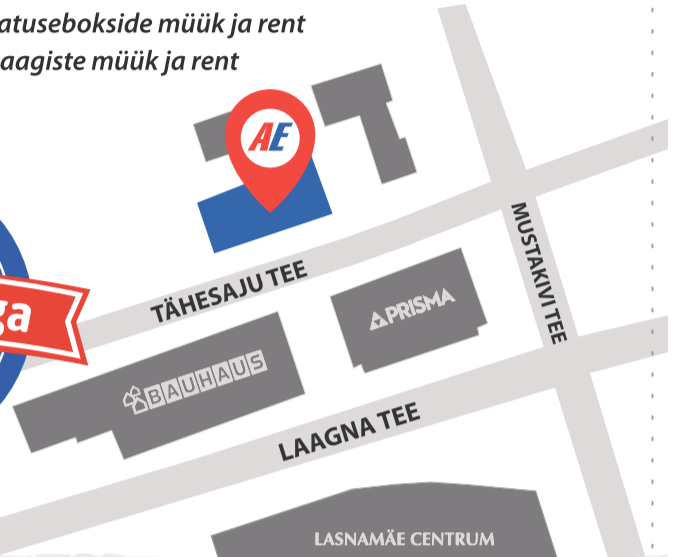 atusebokside müük ja rent
aagiste müük ja rent
AE
MUSTAKIVI TEE
TÄHESAJU TEE
PRISMA
ga
BAUHAUS
LAAGNA TEE
LASNAMÄE CENTRUM